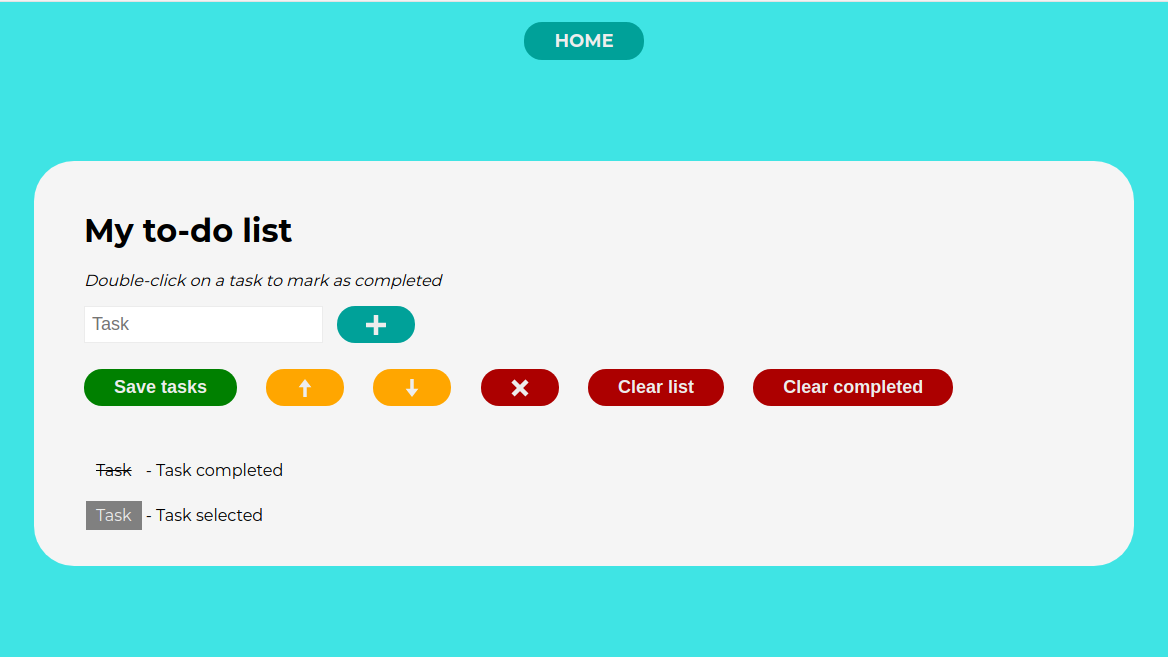 HOME
My to-do list
Double-click on a task to mark as completed
Task
Save tasks Clear list Clear completed
Task - Task completed
Task - Task selected